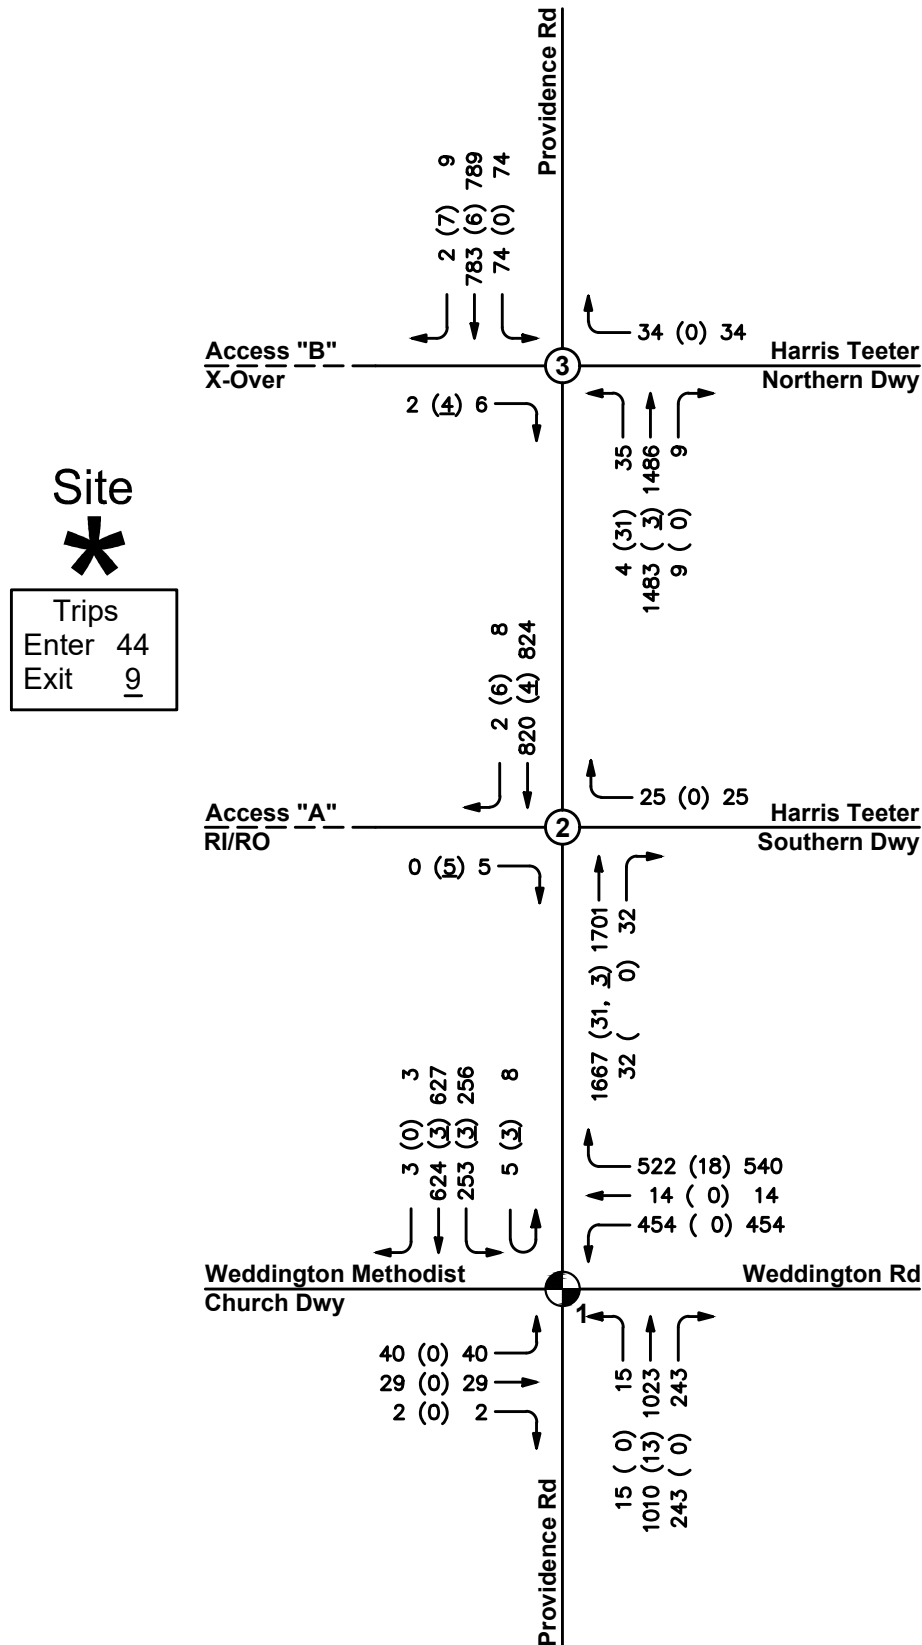 Providence Rd
2 (7) 9
783 (6) 789
74 (0) 74
34 (0) 34
Access "B"
X-Over
3
Harris Teeter
Northern Dwy
2 (4) 6
4 (31) 35
1483 ( 3) 1486
9 ( 0) 9
Site
*
Trips
Enter 44
Exit 9
2 (6) 8
820 (4) 824
25 (0) 25
Access "A"
RI/RO
2
Harris Teeter
Southern Dwy
0 (5) 5
1667 (31, 3) 1701
32 ( 0) 32
3 (0) 3
624 (3) 627
253 (3) 256
5 (3) 8
522 (18) 540
14 ( 0) 14
454 ( 0) 454
Weddington Methodist
Church Dwy
1
Weddington Rd
40 (0) 40
29 (0) 29
2 (0) 2
15 ( 0) 15
1010 (13) 1023
243 ( 0) 243
Providence Rd